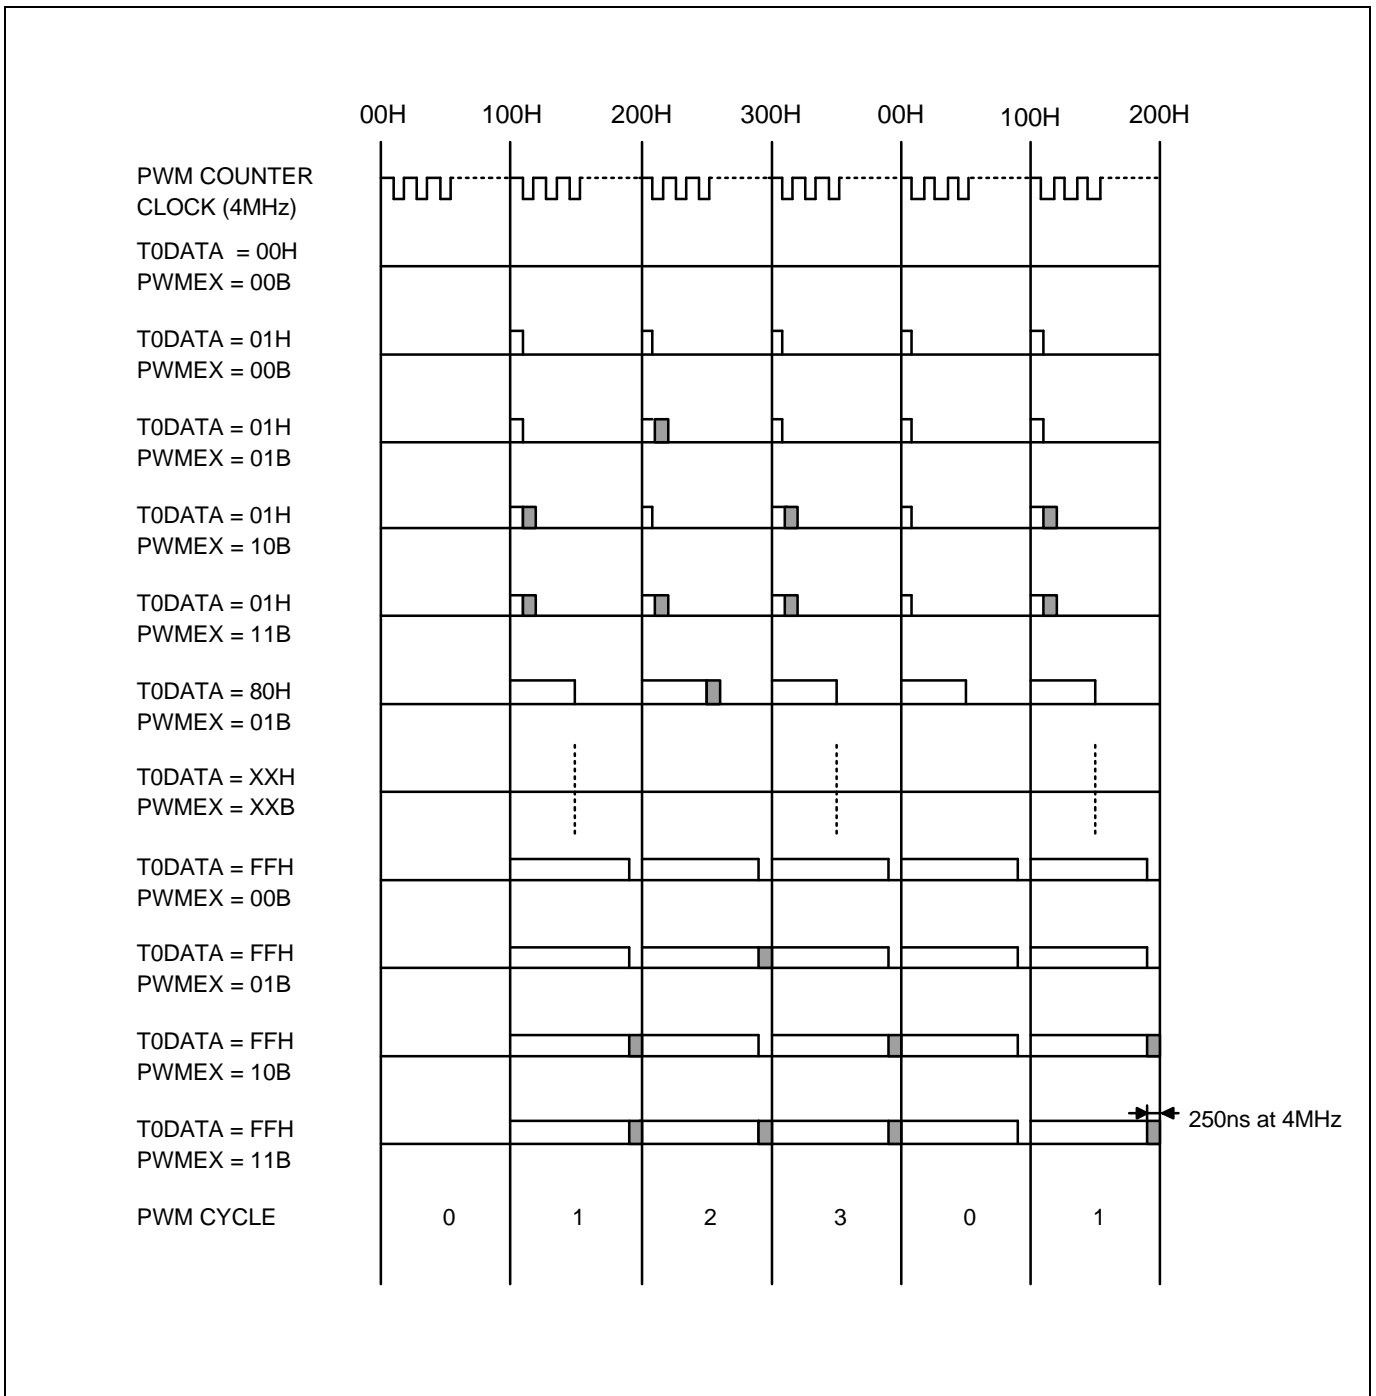 00H 100H 200H 300H 00H 100H 200H
PWM COUNTER
CLOCK (4MHz)
T0DATA = 00H
PWMEX = 00B
T0DATA = 01H
PWMEX = 00B
T0DATA = 01H
PWMEX = 01B
T0DATA = 01H
PWMEX = 10B
T0DATA = 01H
PWMEX = 11B
T0DATA = 80H
PWMEX = 01B
T0DATA = XXH
PWMEX = XXB
T0DATA = FFH
PWMEX = 00B
T0DATA = FFH
PWMEX = 01B
T0DATA = FFH
PWMEX = 10B
250ns at 4MHz
T0DATA = FFH
PWMEX = 11B
PWM CYCLE 0 1 2 3 0 1